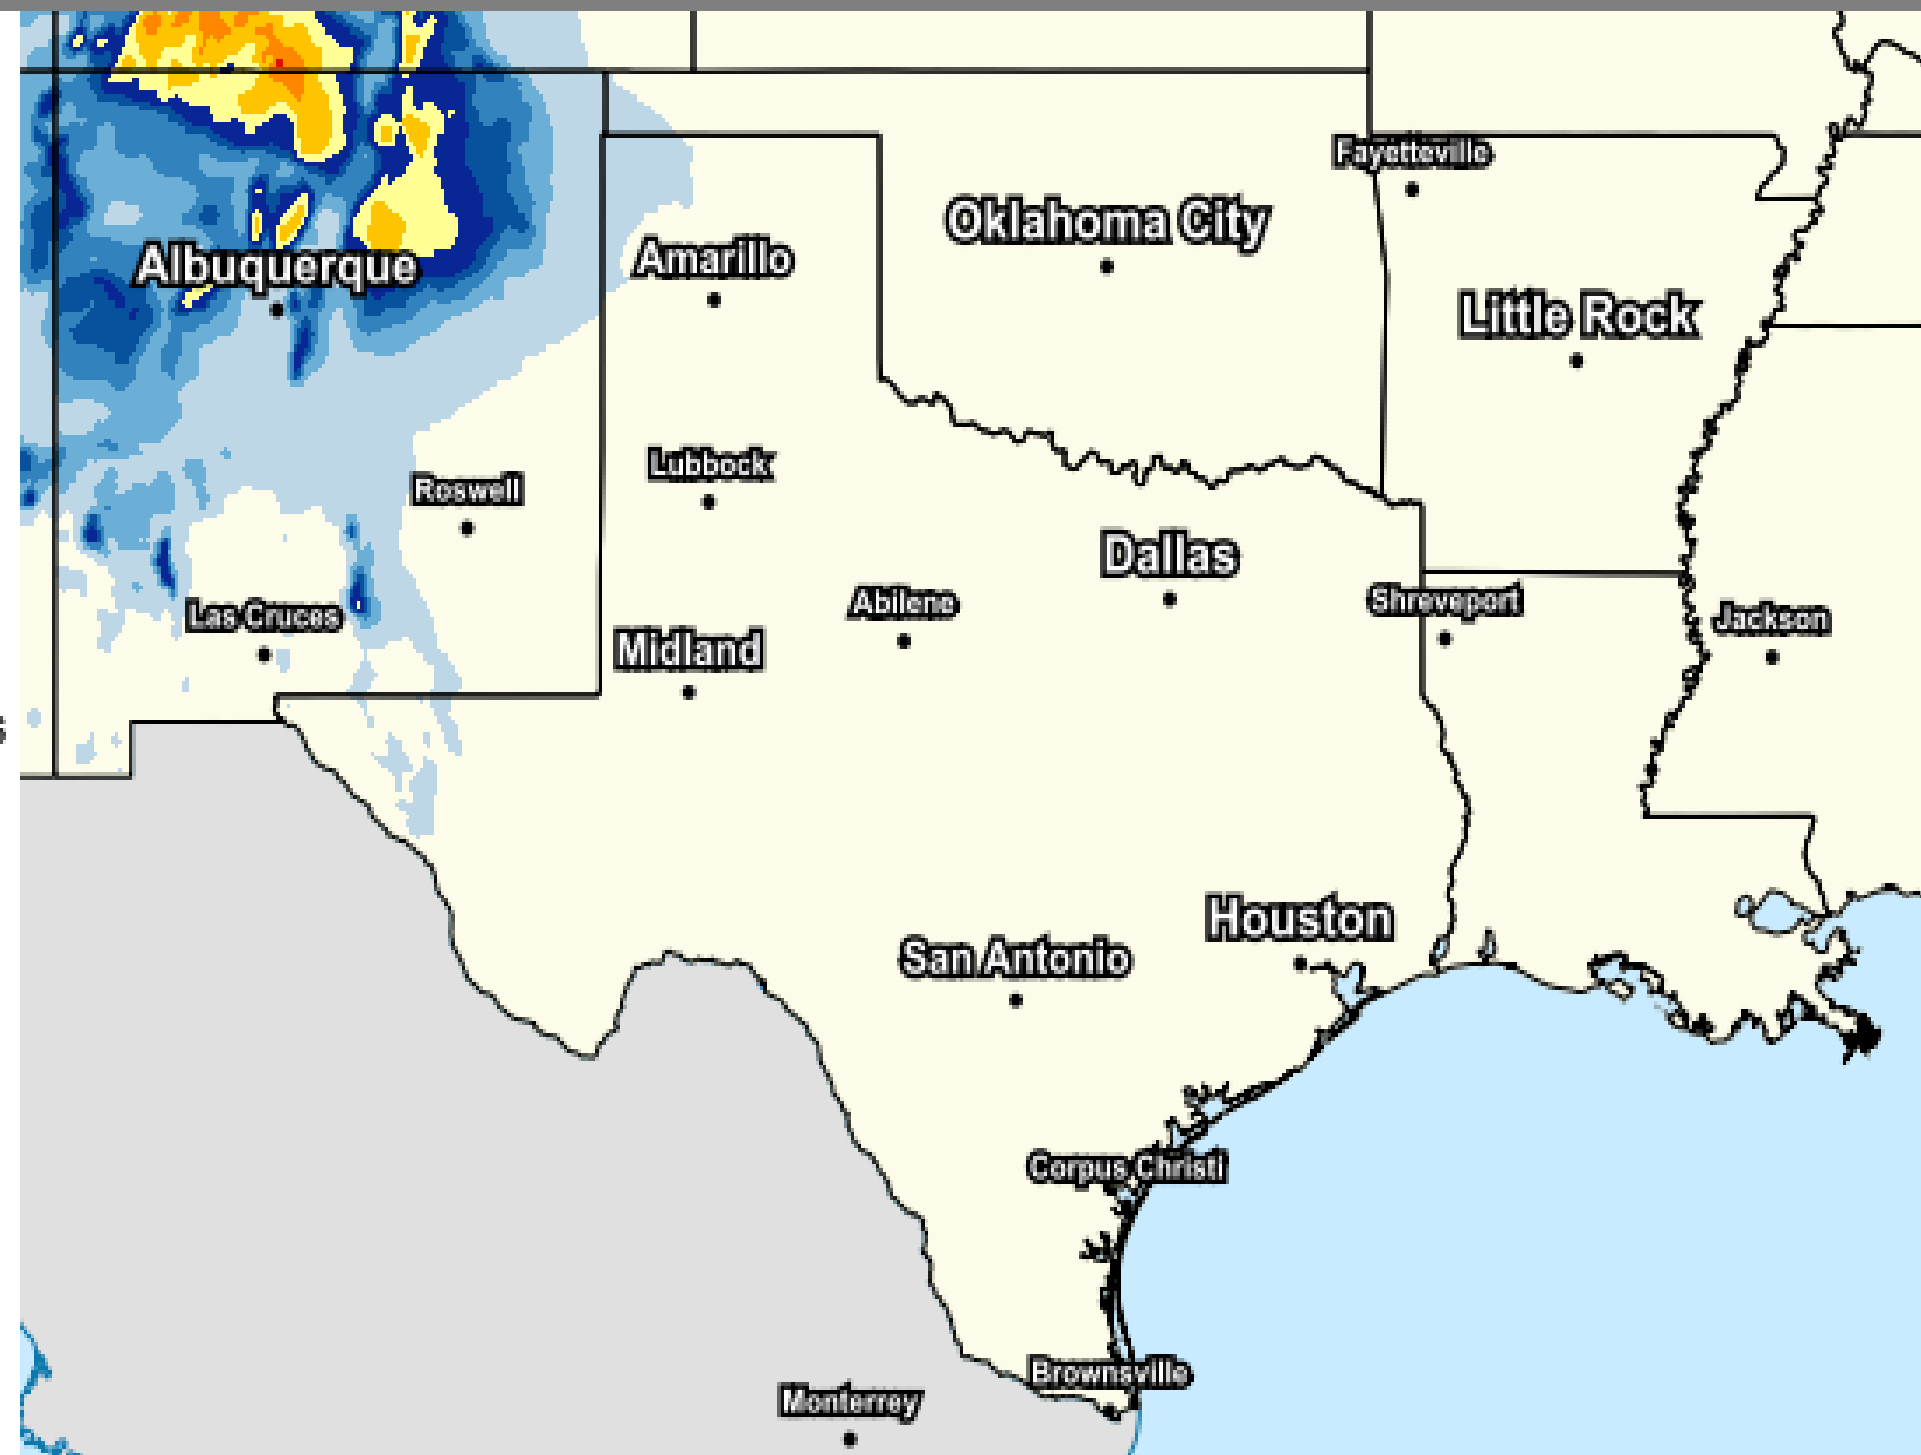 Fayetteville
Oklahoma City
Albuquerque
Amarillo
Little Rock
Lubbock
Roswell
Dallas
Abilene
Shreveport
Las Cruces
Jackson
Midland
s
Houston
San Antonio
Corpus Christi
Brownsville
Monterrey